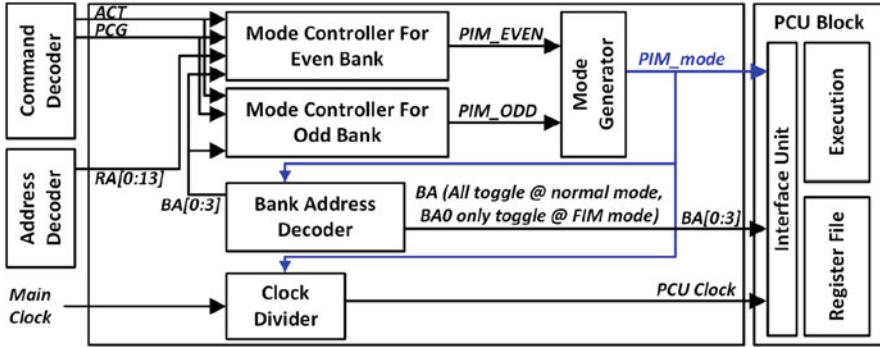 ACT
PCG
Command
Decoder
Mode Controller For
Even Bank
PIM_EVEN
Mode
Generator
PIM_mode
PCU Block
Mode Controller For
Odd Bank
PIM_ODD
Interface Unit
Execution
Register File
Address
Decoder
RA[0:13]
BA[0:3]
Bank Address
Decoder
BA (All toggle @ normal mode,
BA0 only toggle @ FIM mode)
BA[0:3]
Main
Clock
Clock
Divider
PCU Clock